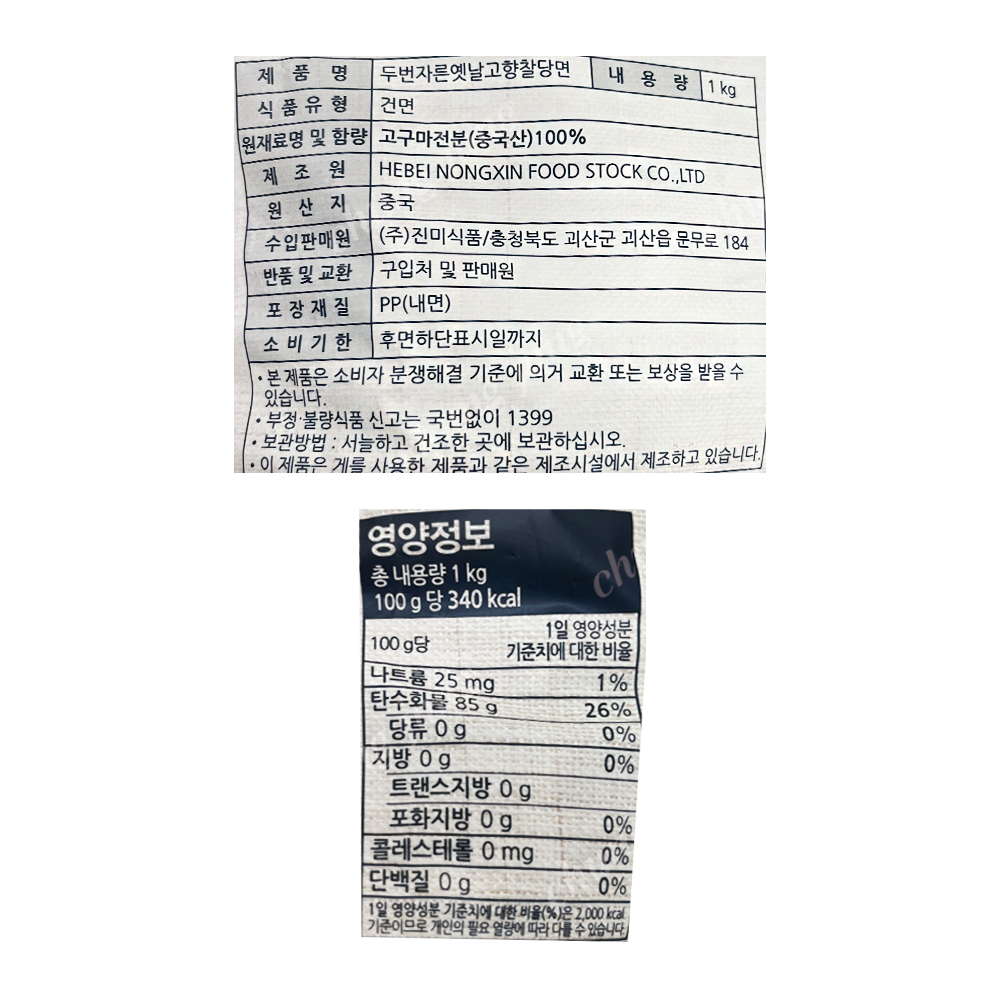 제 품 명 두번자른옛날고향찰당면 내 용 량 1 kg
식 품 유 형 건면
원재료명 및 함량 고구마전분(중국산)100%
제 조 원 HEBEI NONGXIN FOOD STOCK CO.,LTD
원 산 지 중국
수입판매원 (주)진미식품/충청북도 괴산군 괴산읍 문무로 184
반품 및 교환 구입처 및 판매원
포 장 재 질 PP(내면)
소 비 기 한 후면하단표시일까지
• 본 제품은 소비자 분쟁해결 기준에 의거 교환 또는 보상을 받을 수
있습니다.
• 부정·불량식품 신고는 국번없이 1399
• 보관방법 : 서늘하고 건조한 곳에 보관하십시오.
• 이 제품은 게를 사용한 제품과 같은 제조시설에서 제조하고 있습니다.
영양정보
총 내용량 1 kg
100 g 당 340 kcal
100 g당 1일 영양성분
기준치에 대한 비율
나트륨 25 mg 1%
탄수화물 85 g 26%
당류 0 g 0%
지방 0 g 0%
트랜스지방 0 g
포화지방 0 g 0%
콜레스테롤 0 mg 0%
단백질 0 g 0%
1일 영양성분 기준치에 대한 비율(%)은 2,000 kcal
기준이므로 개인의 필요 열량에 따라 다를 수 있습니다.